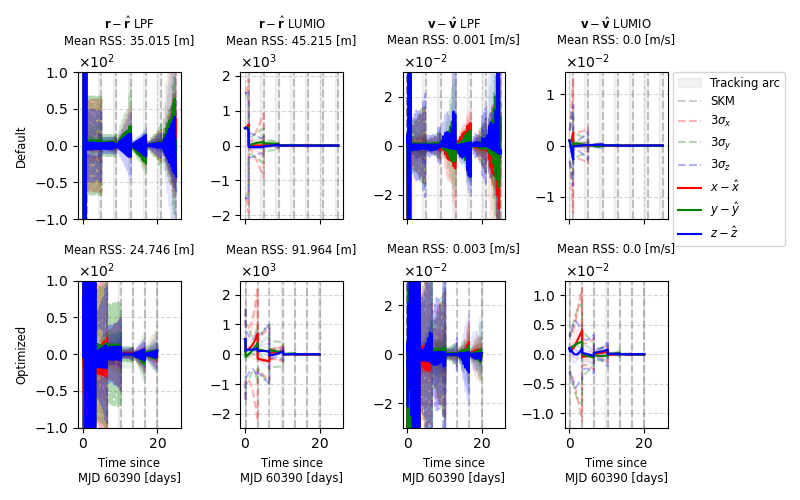 r − r̂ LPF
Mean RSS: 35.015 [m]
r − r̂ LUMIO
Mean RSS: 45.215 [m]
v − v̂ LPF
Mean RSS: 0.001 [m/s]
v − v̂ LUMIO
Mean RSS: 0.0 [m/s]
×10²
×10³
×10⁻²
×10⁻²
Default
1.0
0.5
0.0
−0.5
−1.0
2
1
0
−1
−2
2
0
−2
1
0
−1
Tracking arc
SKM
3σₓ
3σᵧ
3σ_z
x − x̂
y − ŷ
z − ẑ
Mean RSS: 24.746 [m]
Mean RSS: 91.964 [m]
Mean RSS: 0.003 [m/s]
Mean RSS: 0.0 [m/s]
×10²
×10³
×10⁻²
×10⁻²
Optimized
1.0
0.5
0.0
−0.5
−1.0
2
1
0
−1
−2
2
0
−2
1.0
0.5
0.0
−0.5
−1.0
0 20
0 20
0 20
0 20
Time since
MJD 60390 [days]
Time since
MJD 60390 [days]
Time since
MJD 60390 [days]
Time since
MJD 60390 [days]